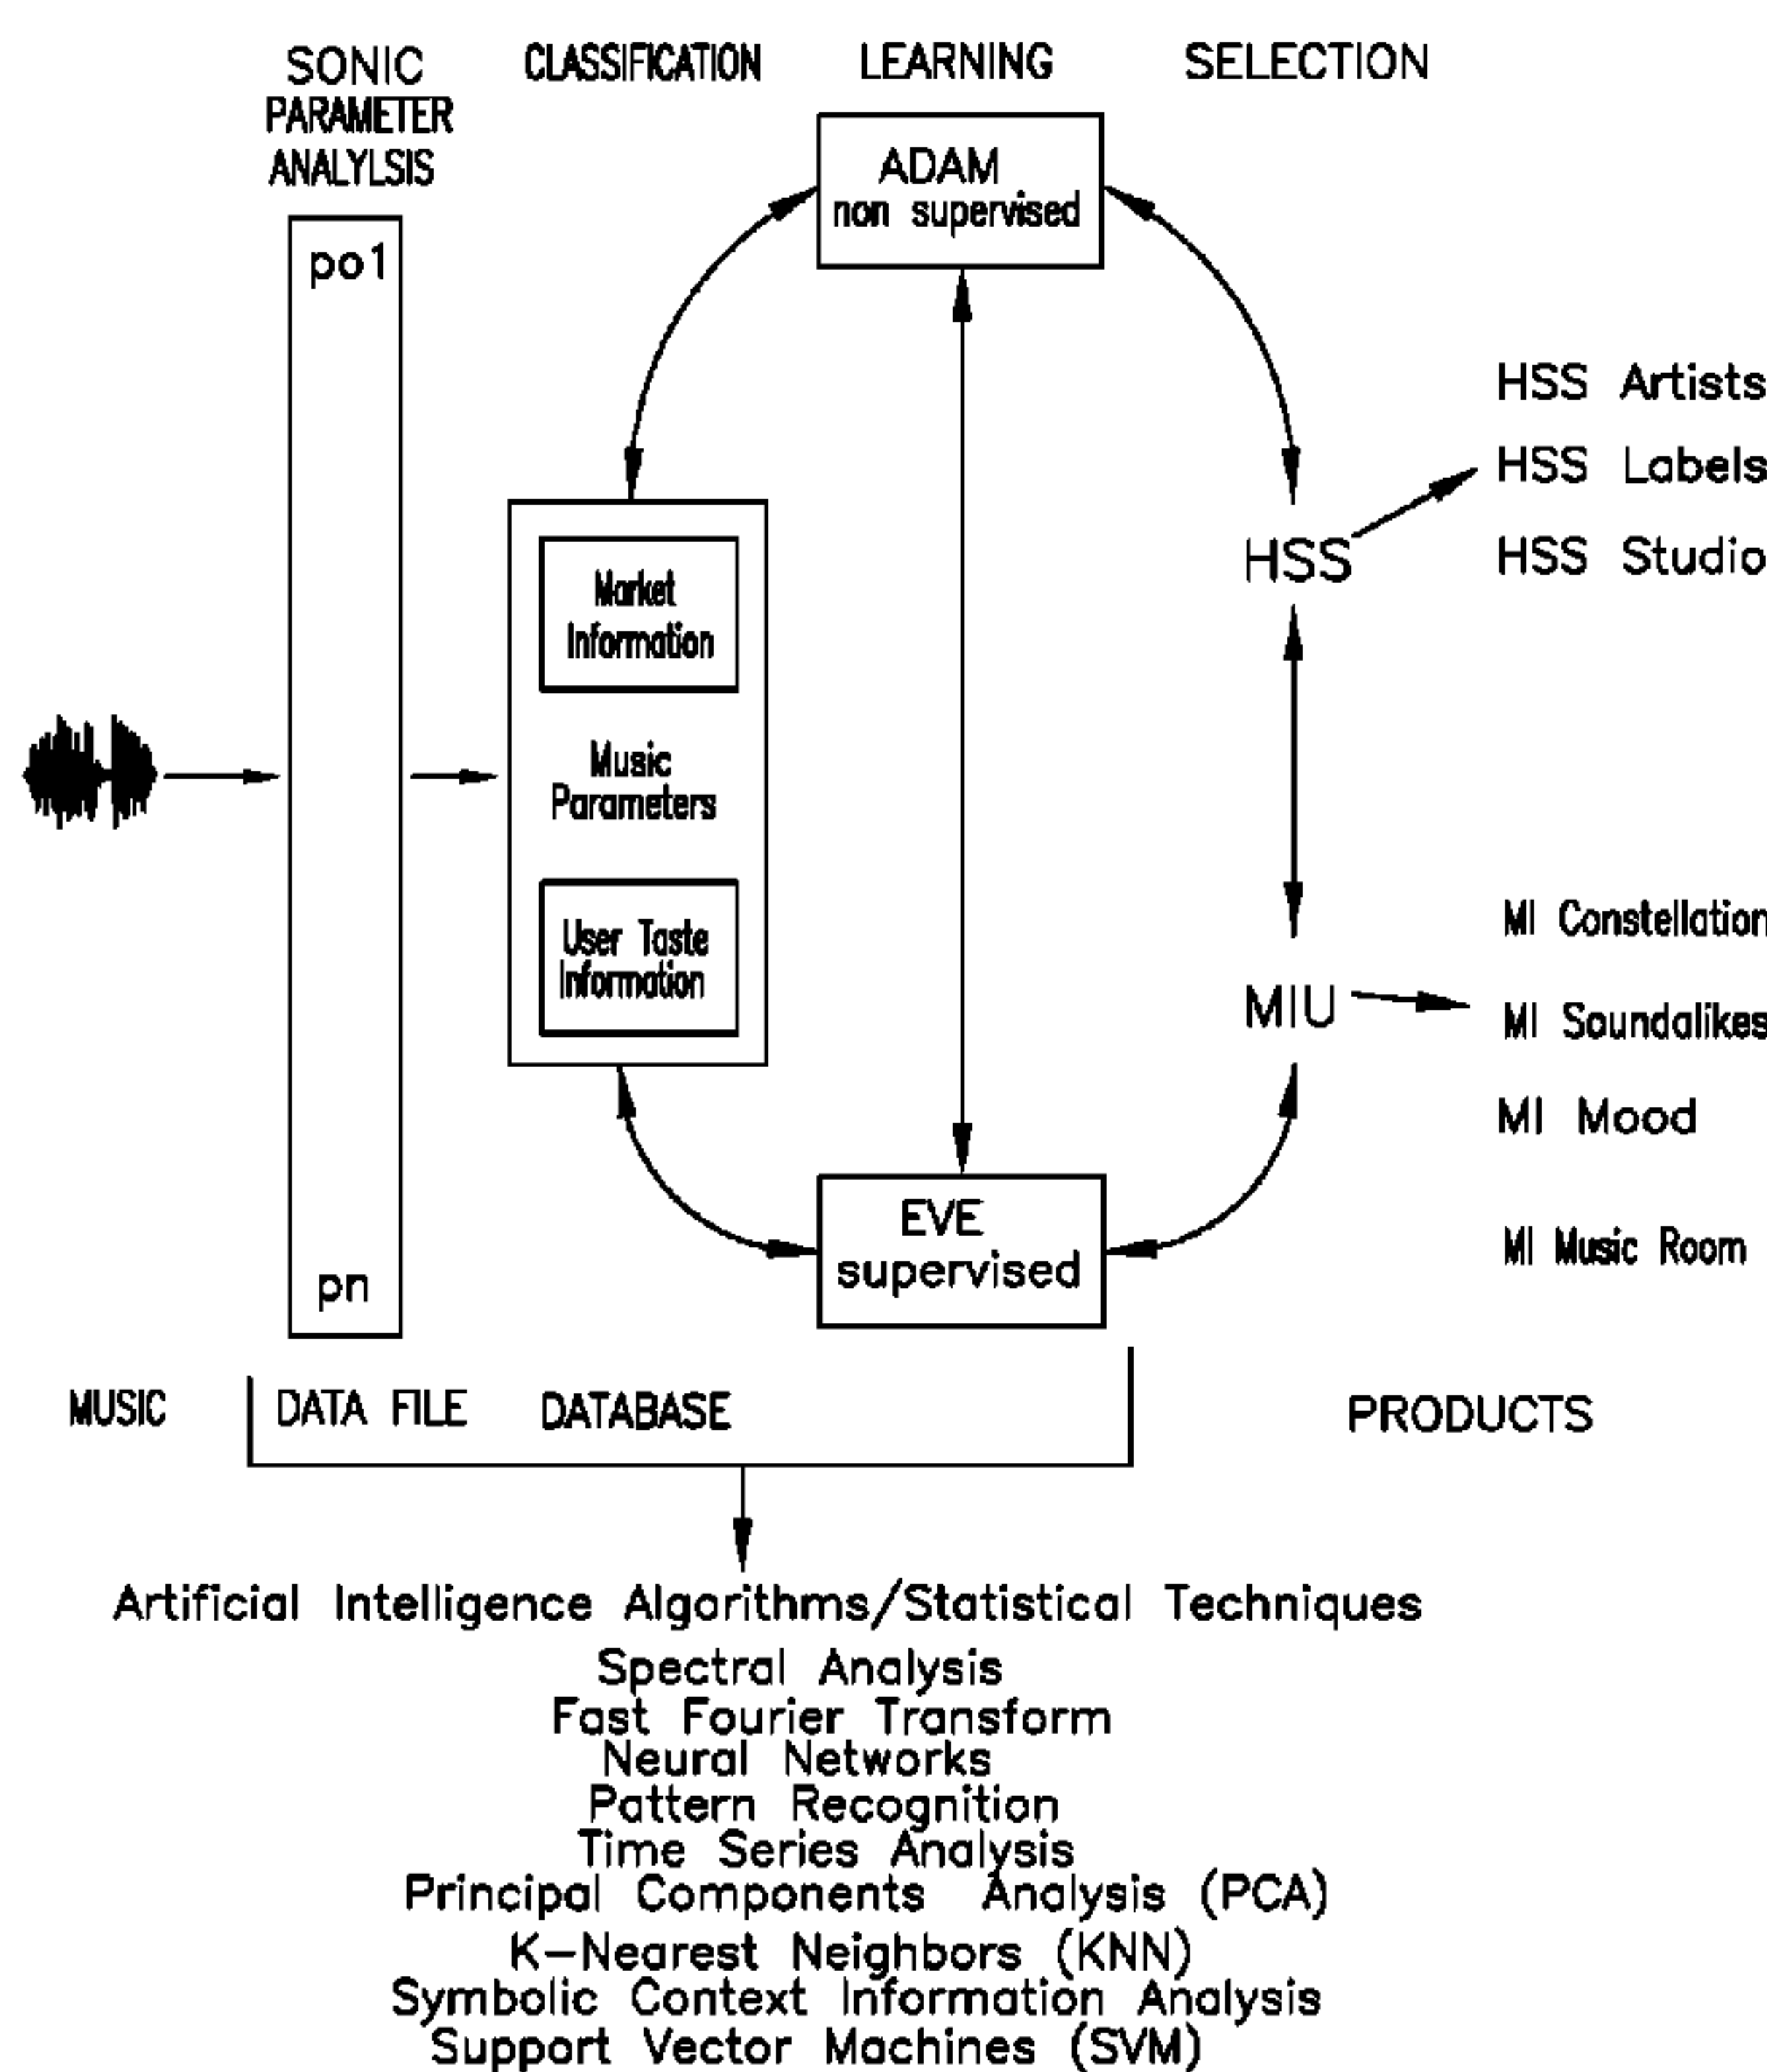 SONIC
PARAMETER
ANALYLSIS
CLASSIFICATION
LEARNING
SELECTION
po1
pn
Market
Information
Music
Parameters
User Taste
Information
ADAM
non supervised
EVE
supervised
HSS
MIU
HSS Artists
HSS Labels
HSS Studio
MI Constellation
MI Soundalikes
MI Mood
MI Music Room
MUSIC
DATA FILE
DATABASE
PRODUCTS
Artificial Intelligence Algorithms/Statistical Techniques
Spectral Analysis
Fast Fourier Transform
Neural Networks
Pattern Recognition
Time Series Analysis
Principal Components Analysis (PCA)
K-Nearest Neighbors (KNN)
Symbolic Context Information Analysis
Support Vector Machines (SVM)